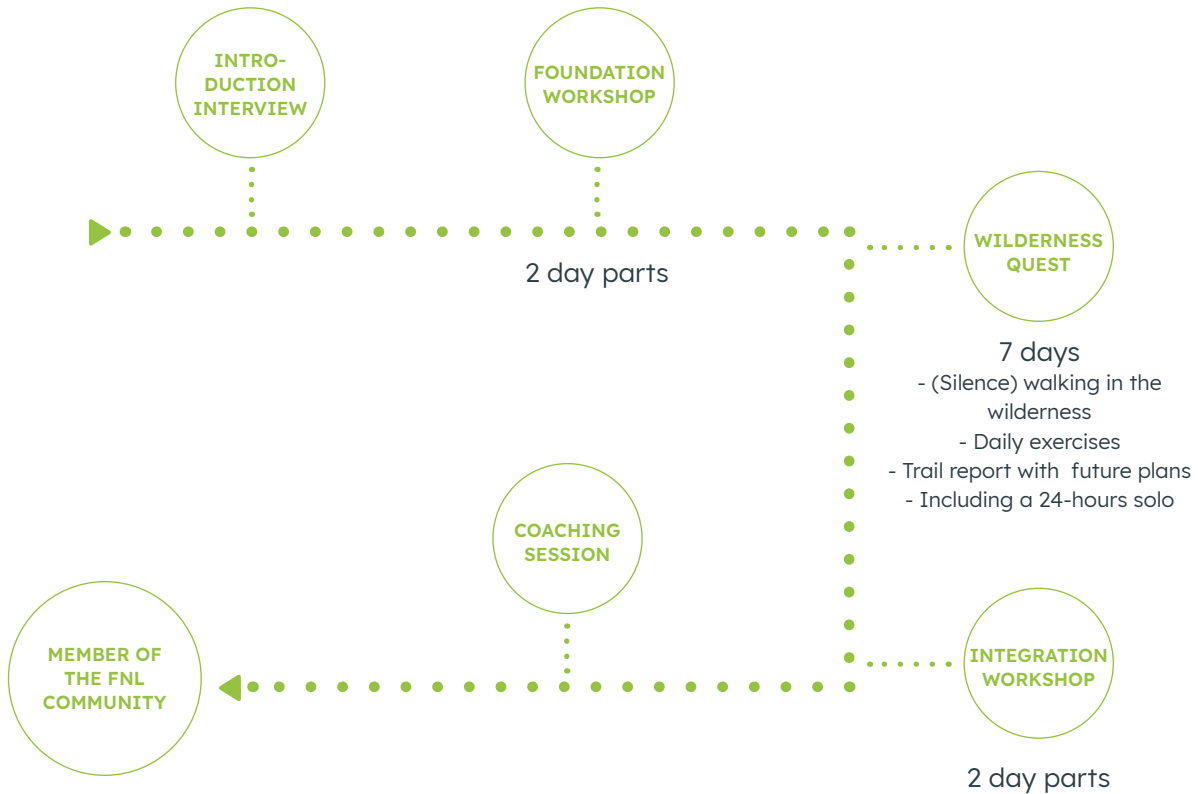 INTRO-
DUCTION
INTERVIEW
FOUNDATION
WORKSHOP
2 day parts
WILDERNESS
QUEST
7 days
- (Silence) walking in the
wilderness
- Daily exercises
- Trail report with  future plans
- Including a 24-hours solo
INTEGRATION
WORKSHOP
2 day parts
COACHING
SESSION
MEMBER OF
THE FNL
COMMUNITY